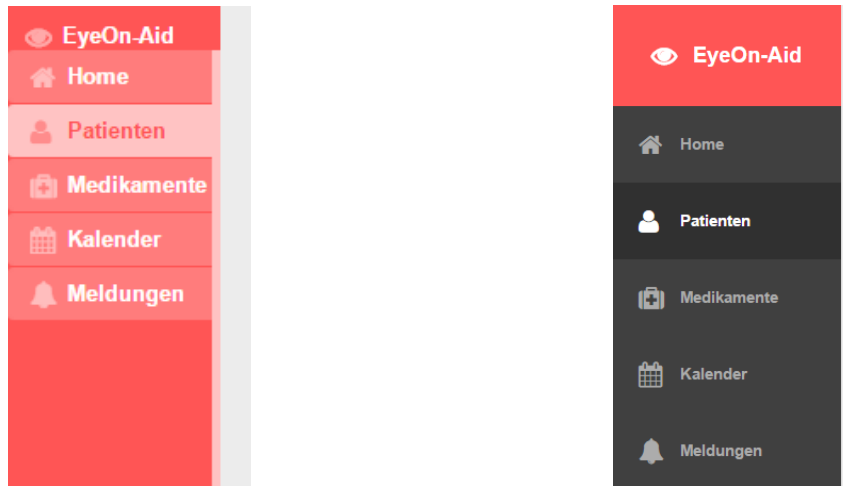 EyeOn-Aid
Home
Patienten
Medikamente
Kalender
Meldungen
EyeOn-Aid
Home
Patienten
Medikamente
Kalender
Meldungen